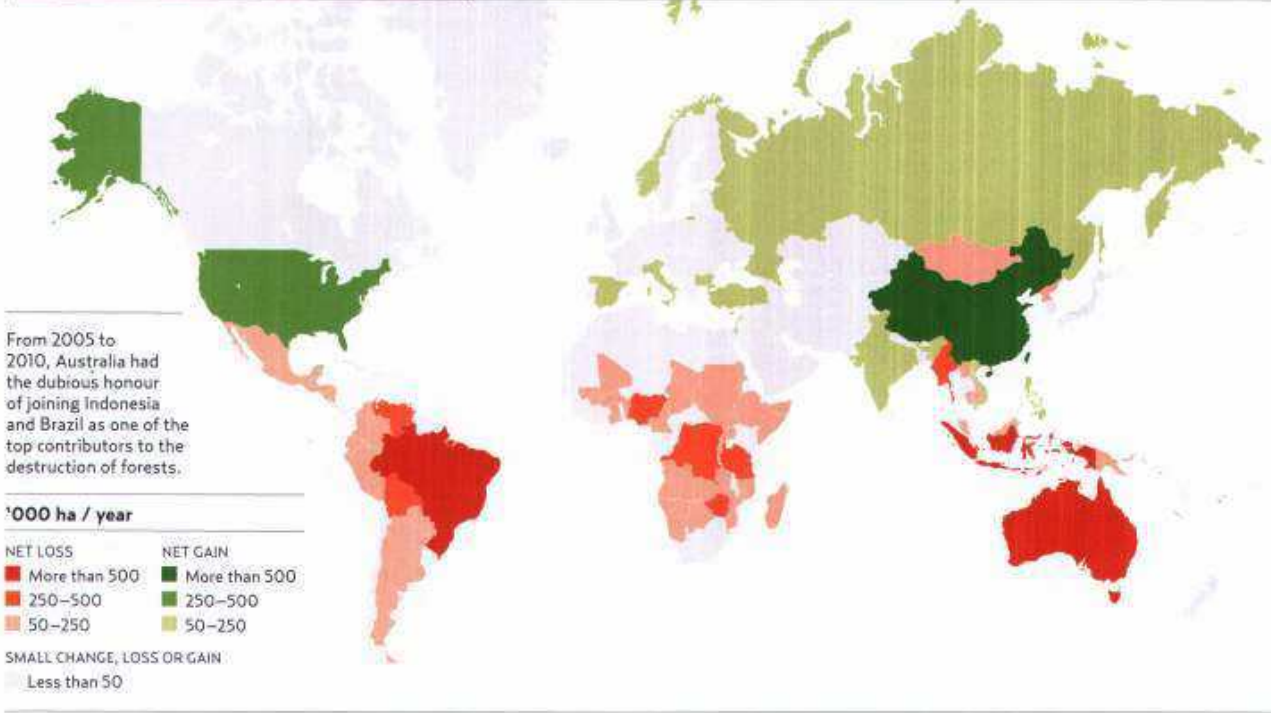 From 2005 to
2010, Australia had
the dubious honour
of joining Indonesia
and Brazil as one of the
top contributors to the
destruction of forests.
'000 ha / year
NET LOSS
NET GAIN
More than 500
More than 500
250–500
250–500
50–250
50–250
SMALL CHANGE, LOSS OR GAIN
Less than 50